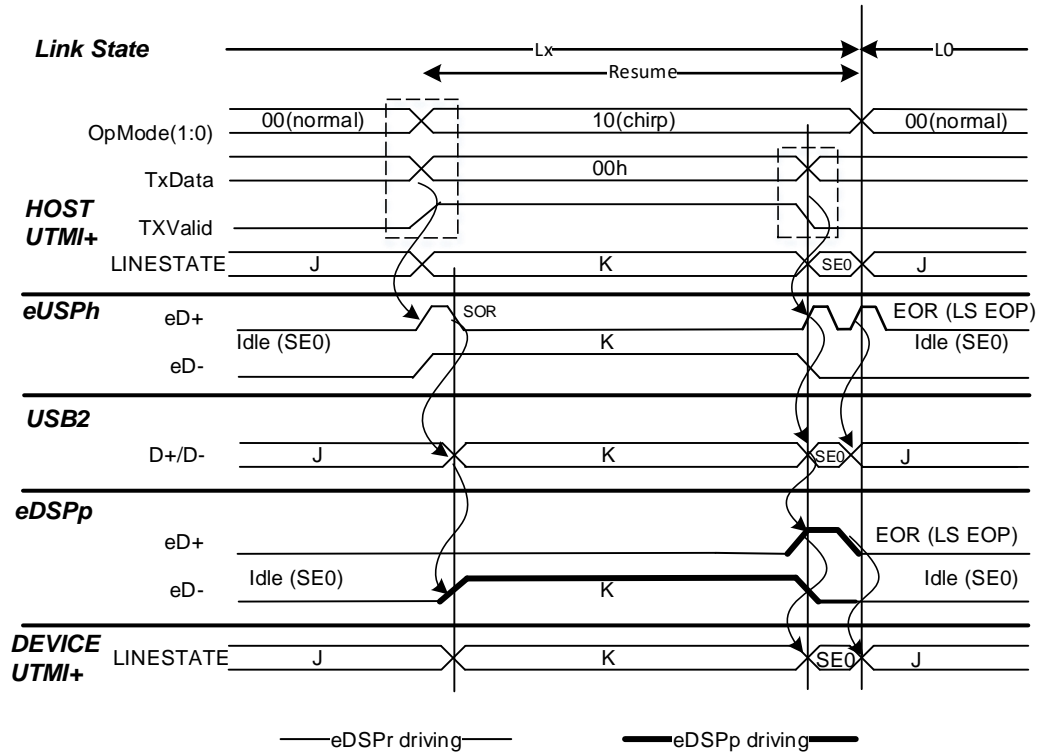 Link State
Lx
L0
Resume
OpMode(1:0)
00(normal)
10(chirp)
00(normal)
TxData
00h
HOST
UTMI+
TXValid
LINESTATE
J
K
SE0
J
eUSPh
eD+
SOR
EOR (LS EOP)
Idle (SE0)
K
Idle (SE0)
eD-
USB2
D+/D-
J
K
SE0
J
eDSPp
eD+
EOR (LS EOP)
Idle (SE0)
Idle (SE0)
eD-
K
DEVICE
UTMI+
LINESTATE
J
K
SE0
J
eDSPr driving
eDSPp driving